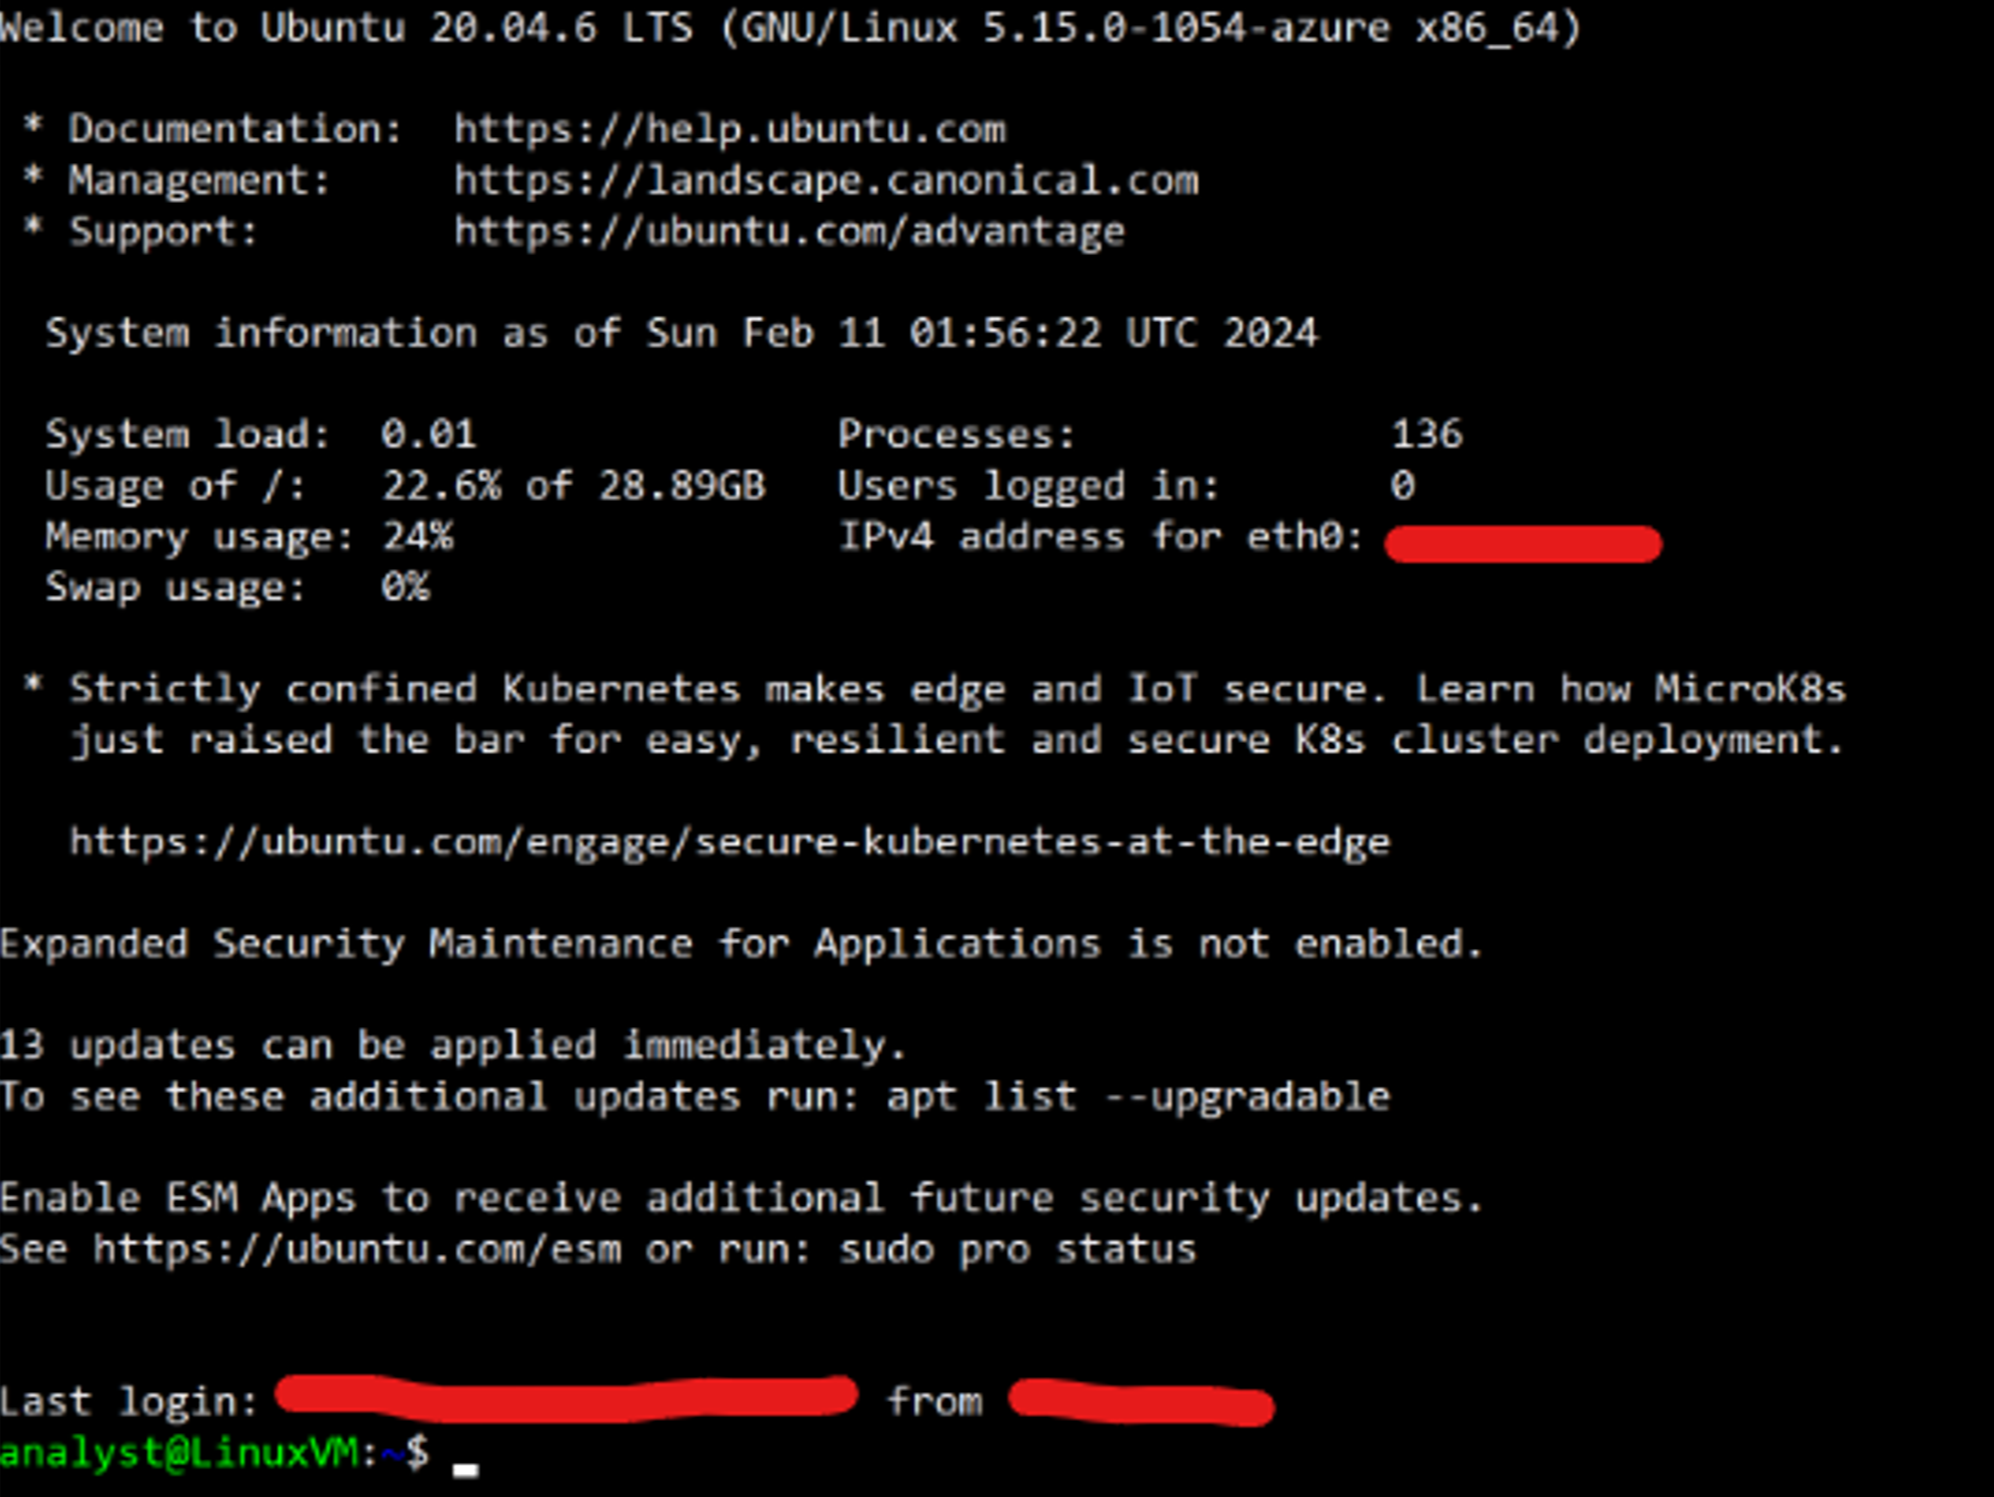 Welcome to Ubuntu 20.04.6 LTS (GNU/Linux 5.15.0-1054-azure x86_64)
* Documentation:  https://help.ubuntu.com
* Management:     https://landscape.canonical.com
* Support:        https://ubuntu.com/advantage
System information as of Sun Feb 11 01:56:22 UTC 2024
System load:  0.01               Processes:             136
Usage of /:   22.6% of 28.89GB   Users logged in:       0
Memory usage: 24%                IPv4 address for eth0:
Swap usage:   0%
* Strictly confined Kubernetes makes edge and IoT secure. Learn how MicroK8s
just raised the bar for easy, resilient and secure K8s cluster deployment.
https://ubuntu.com/engage/secure-kubernetes-at-the-edge
Expanded Security Maintenance for Applications is not enabled.
13 updates can be applied immediately.
To see these additional updates run: apt list --upgradable
Enable ESM Apps to receive additional future security updates.
See https://ubuntu.com/esm or run: sudo pro status
Last login: from
analyst@LinuxVM:~$